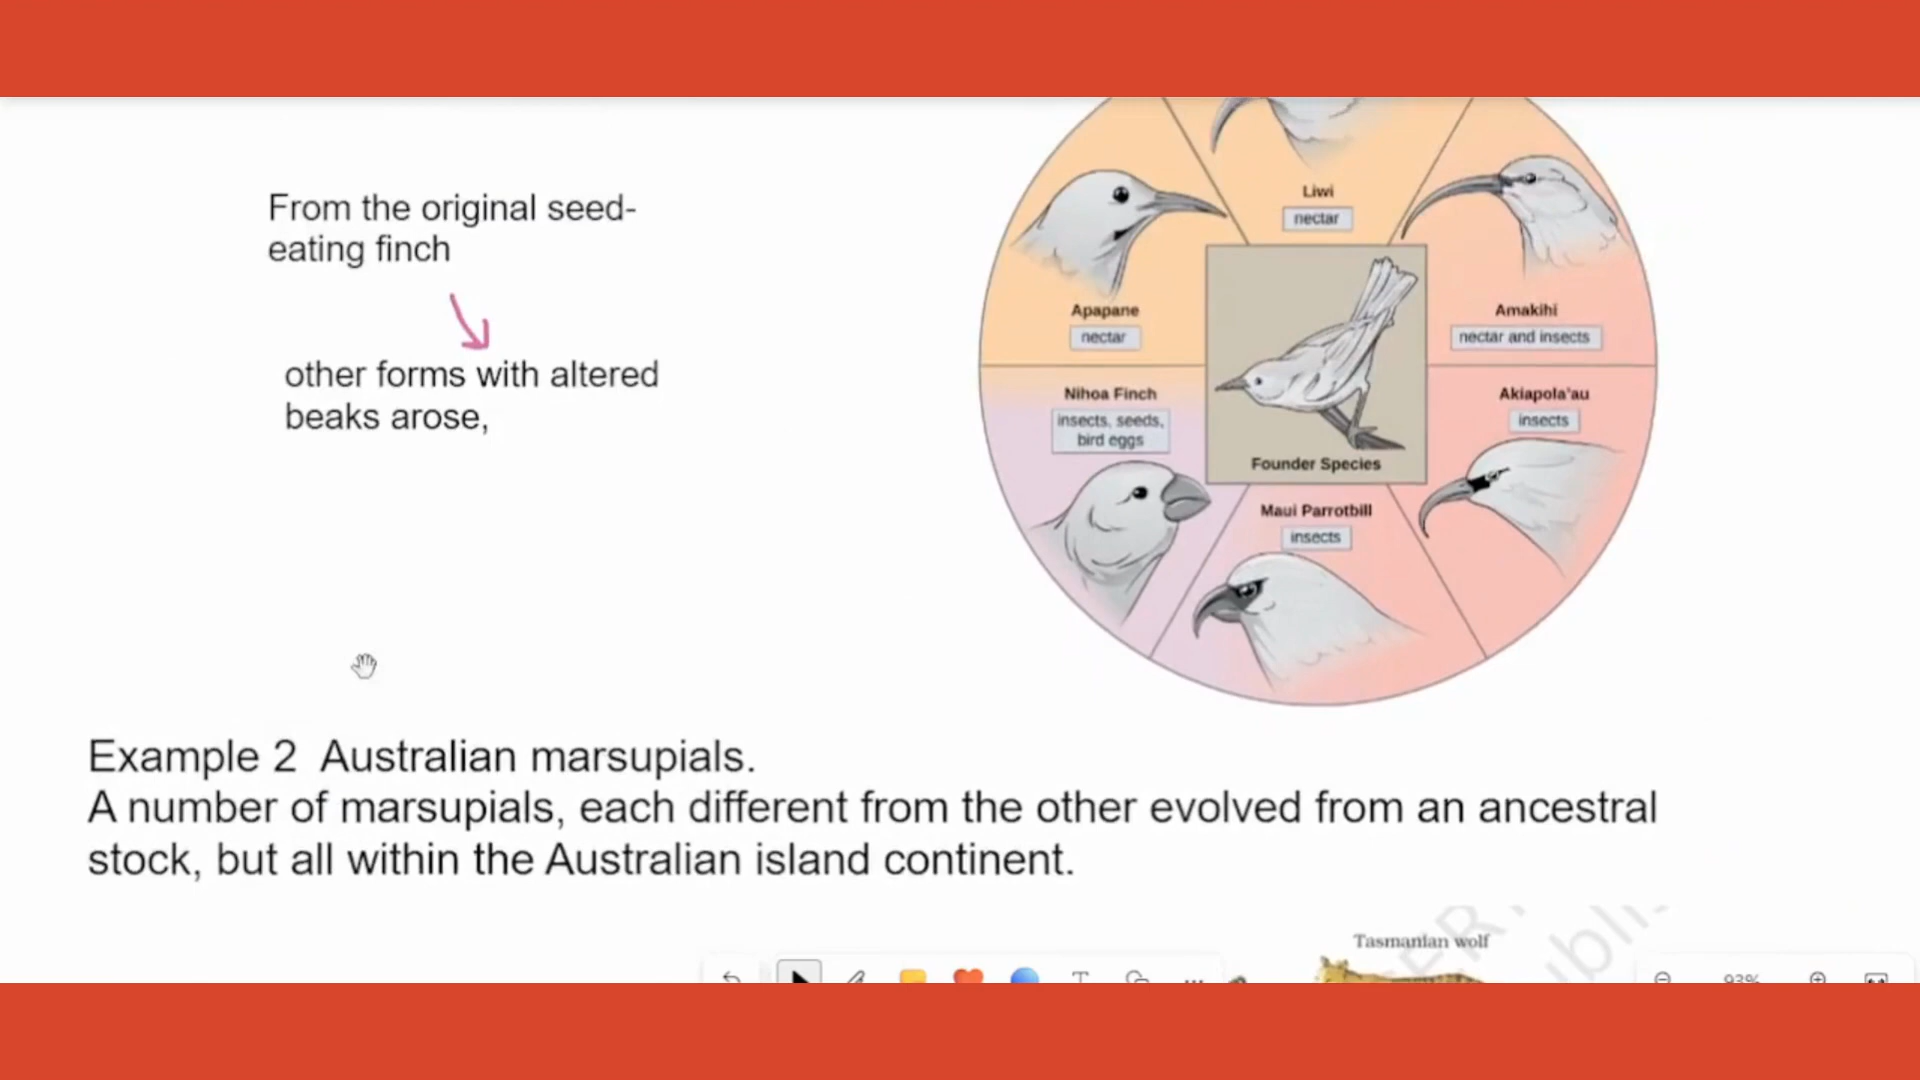 From the original seed-
eating finch
other forms with altered
beaks arose,
Liwi
nectar
Apapane
nectar
Amakihi
nectar and insects
Nihoa Finch
insects, seeds,
bird eggs
Akiapola'au
insects
Founder Species
Maui Parrotbill
insects
Example 2 Australian marsupials.
A number of marsupials, each different from the other evolved from an ancestral
stock, but all within the Australian island continent.
Tasmanian wolf
93%